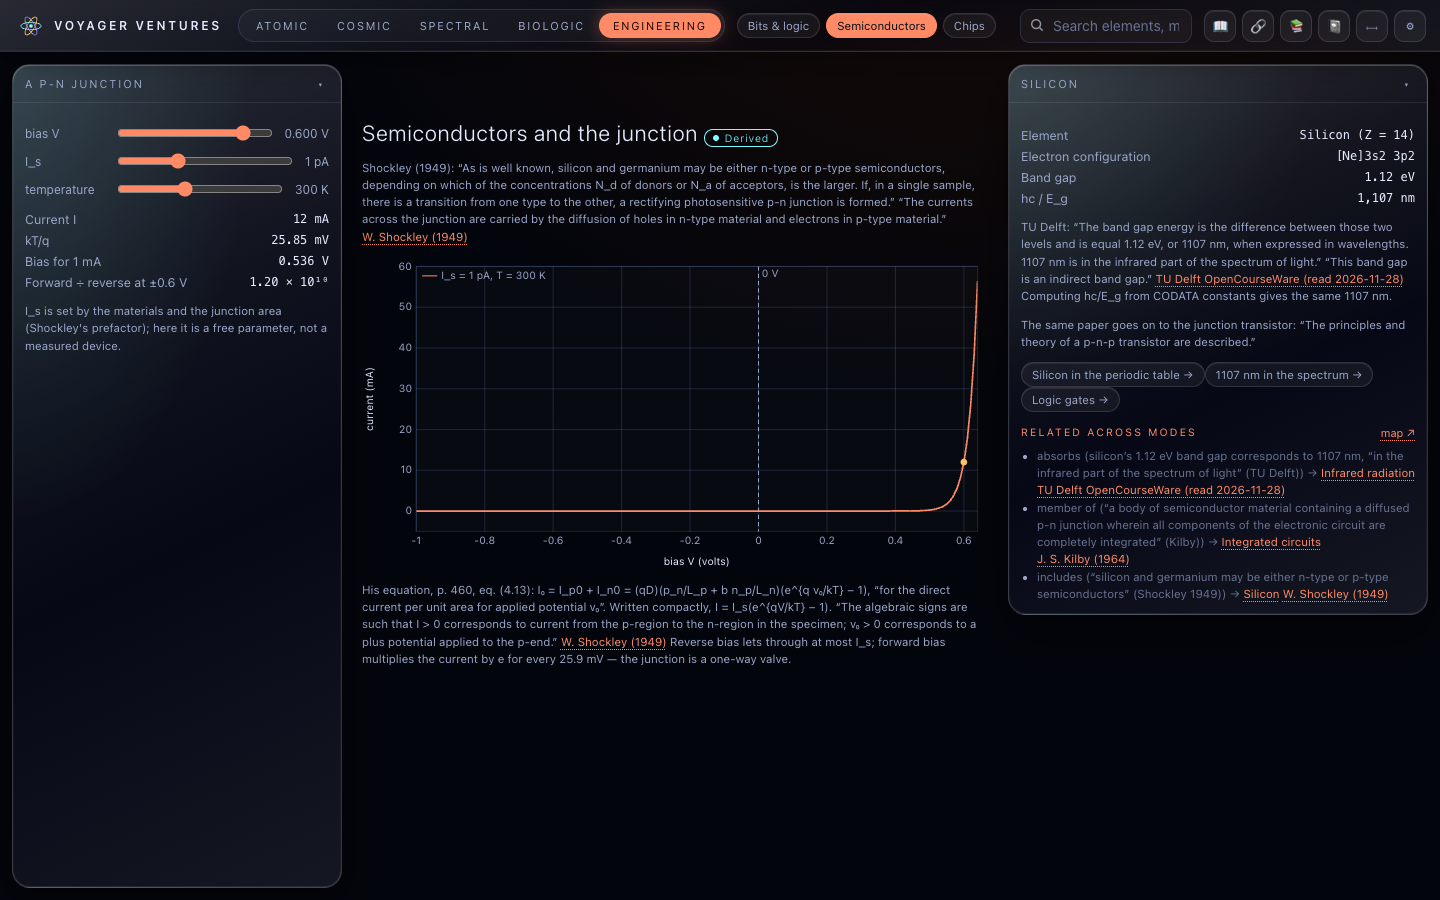 VOYAGER VENTURES
ATOMIC COSMIC SPECTRAL BIOLOGIC ENGINEERING
Bits & logic Semiconductors Chips
Search elements, m
A P-N JUNCTION
bias V 0.600 V
I_s 1 pA
temperature 300 K
Current I 12 mA
kT/q 25.85 mV
Bias for 1 mA 0.536 V
Forward ÷ reverse at ±0.6 V 1.20 × 10¹⁰
I_s is set by the materials and the junction area
(Shockley's prefactor); here it is a free parameter, not a
measured device.
Semiconductors and the junction Derived
Shockley (1949): “As is well known, silicon and germanium may be either n-type or p-type semiconductors,
depending on which of the concentrations N_d of donors or N_a of acceptors, is the larger. If, in a single sample,
there is a transition from one type to the other, a rectifying photosensitive p-n junction is formed.” “The currents
across the junction are carried by the diffusion of holes in n-type material and electrons in p-type material.”
W. Shockley (1949)
I_s = 1 pA, T = 300 K
0 V
60
50
40
30
20
10
0
current (mA)
-1 -0.8 -0.6 -0.4 -0.2 0 0.2 0.4 0.6
bias V (volts)
His equation, p. 460, eq. (4.13): I₀ = I_p0 + I_n0 = (qD)(p_n/L_p + b n_p/L_n)(e^{q v₀/kT} − 1), “for the direct
current per unit area for applied potential v₀”. Written compactly, I = I_s(e^{qV/kT} − 1). “The algebraic signs are
such that I > 0 corresponds to current from the p-region to the n-region in the specimen; v₀ > 0 corresponds to a
plus potential applied to the p-end.” W. Shockley (1949) Reverse bias lets through at most I_s; forward bias
multiplies the current by e for every 25.9 mV — the junction is a one-way valve.
SILICON
Element Silicon (Z = 14)
Electron configuration [Ne]3s2 3p2
Band gap 1.12 eV
hc / E_g 1,107 nm
TU Delft: “The band gap energy is the difference between those two
levels and is equal 1.12 eV, or 1107 nm, when expressed in wavelengths.
1107 nm is in the infrared part of the spectrum of light.” “This band gap
is an indirect band gap.” TU Delft OpenCourseWare (read 2026-11-28)
Computing hc/E_g from CODATA constants gives the same 1107 nm.
The same paper goes on to the junction transistor: “The principles and
theory of a p-n-p transistor are described.”
Silicon in the periodic table → 1107 nm in the spectrum →
Logic gates →
RELATED ACROSS MODES map ↗
• absorbs (silicon's 1.12 eV band gap corresponds to 1107 nm, “in the
infrared part of the spectrum of light” (TU Delft)) → Infrared radiation
TU Delft OpenCourseWare (read 2026-11-28)
• member of (“a body of semiconductor material containing a diffused
p-n junction wherein all components of the electronic circuit are
completely integrated” (Kilby)) → Integrated circuits
J. S. Kilby (1964)
• includes (“silicon and germanium may be either n-type or p-type
semiconductors” (Shockley 1949)) → Silicon W. Shockley (1949)